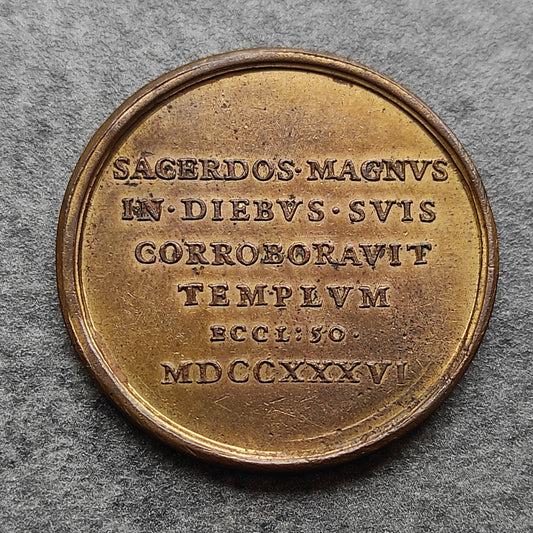 SACERDOS·MAGNVS
IN·DIEBVS·SVIS
CORROBORAVIT
TEMPLVM
ECCL:50·
MDCCXXXVI